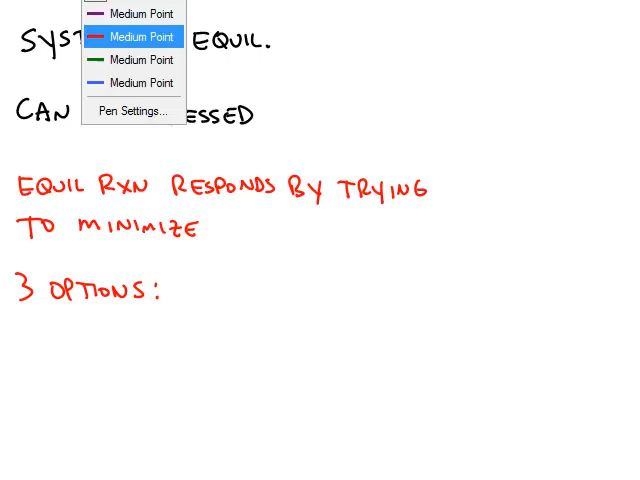 Medium Point
SYST EQUIL.
Medium Point
Medium Point
Medium Point
Pen Settings...
CAN ESSED
EQUIL RXN RESPONDS BY TRYING
TO MINIMIZE
3 OPTIONS: